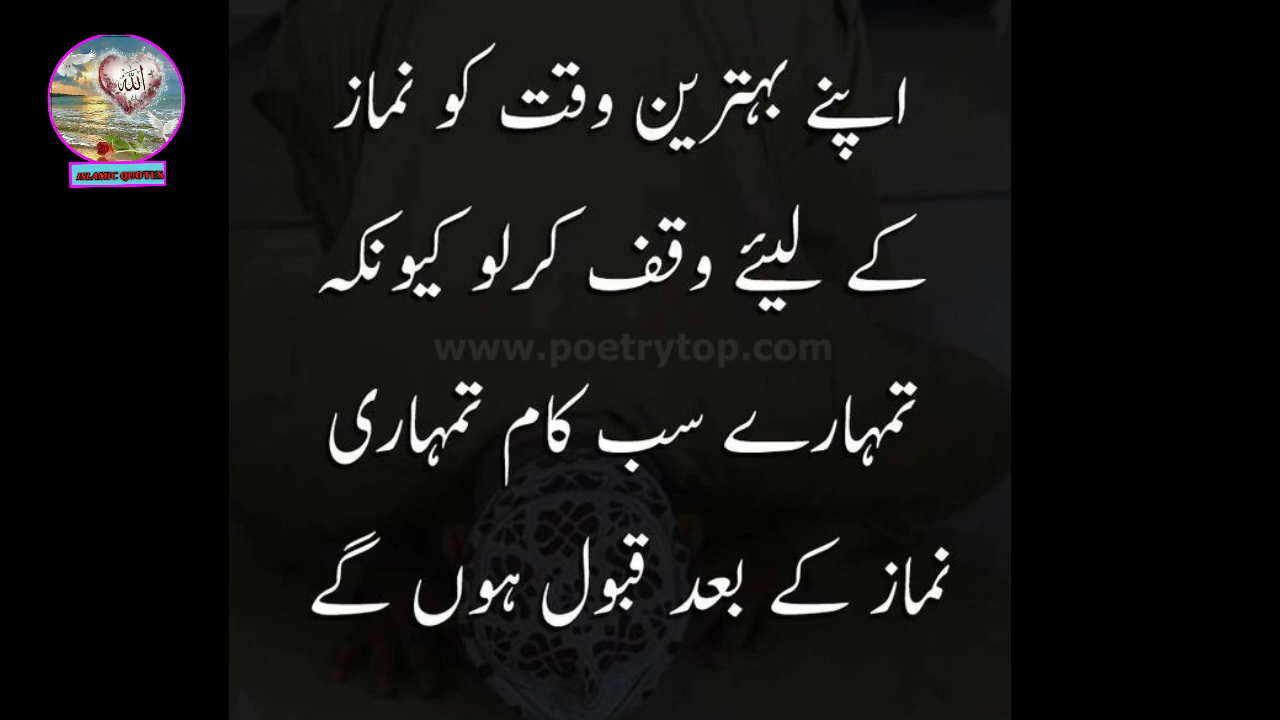 اللہ
ISLAMIC QUOTES
اپنے بہترین وقت کو نماز
کے لیئے وقف کرلو کیونکہ
www.poetrytop.com
تمہارے سب کام تمہاری
نماز کے بعد قبول ہوں گے